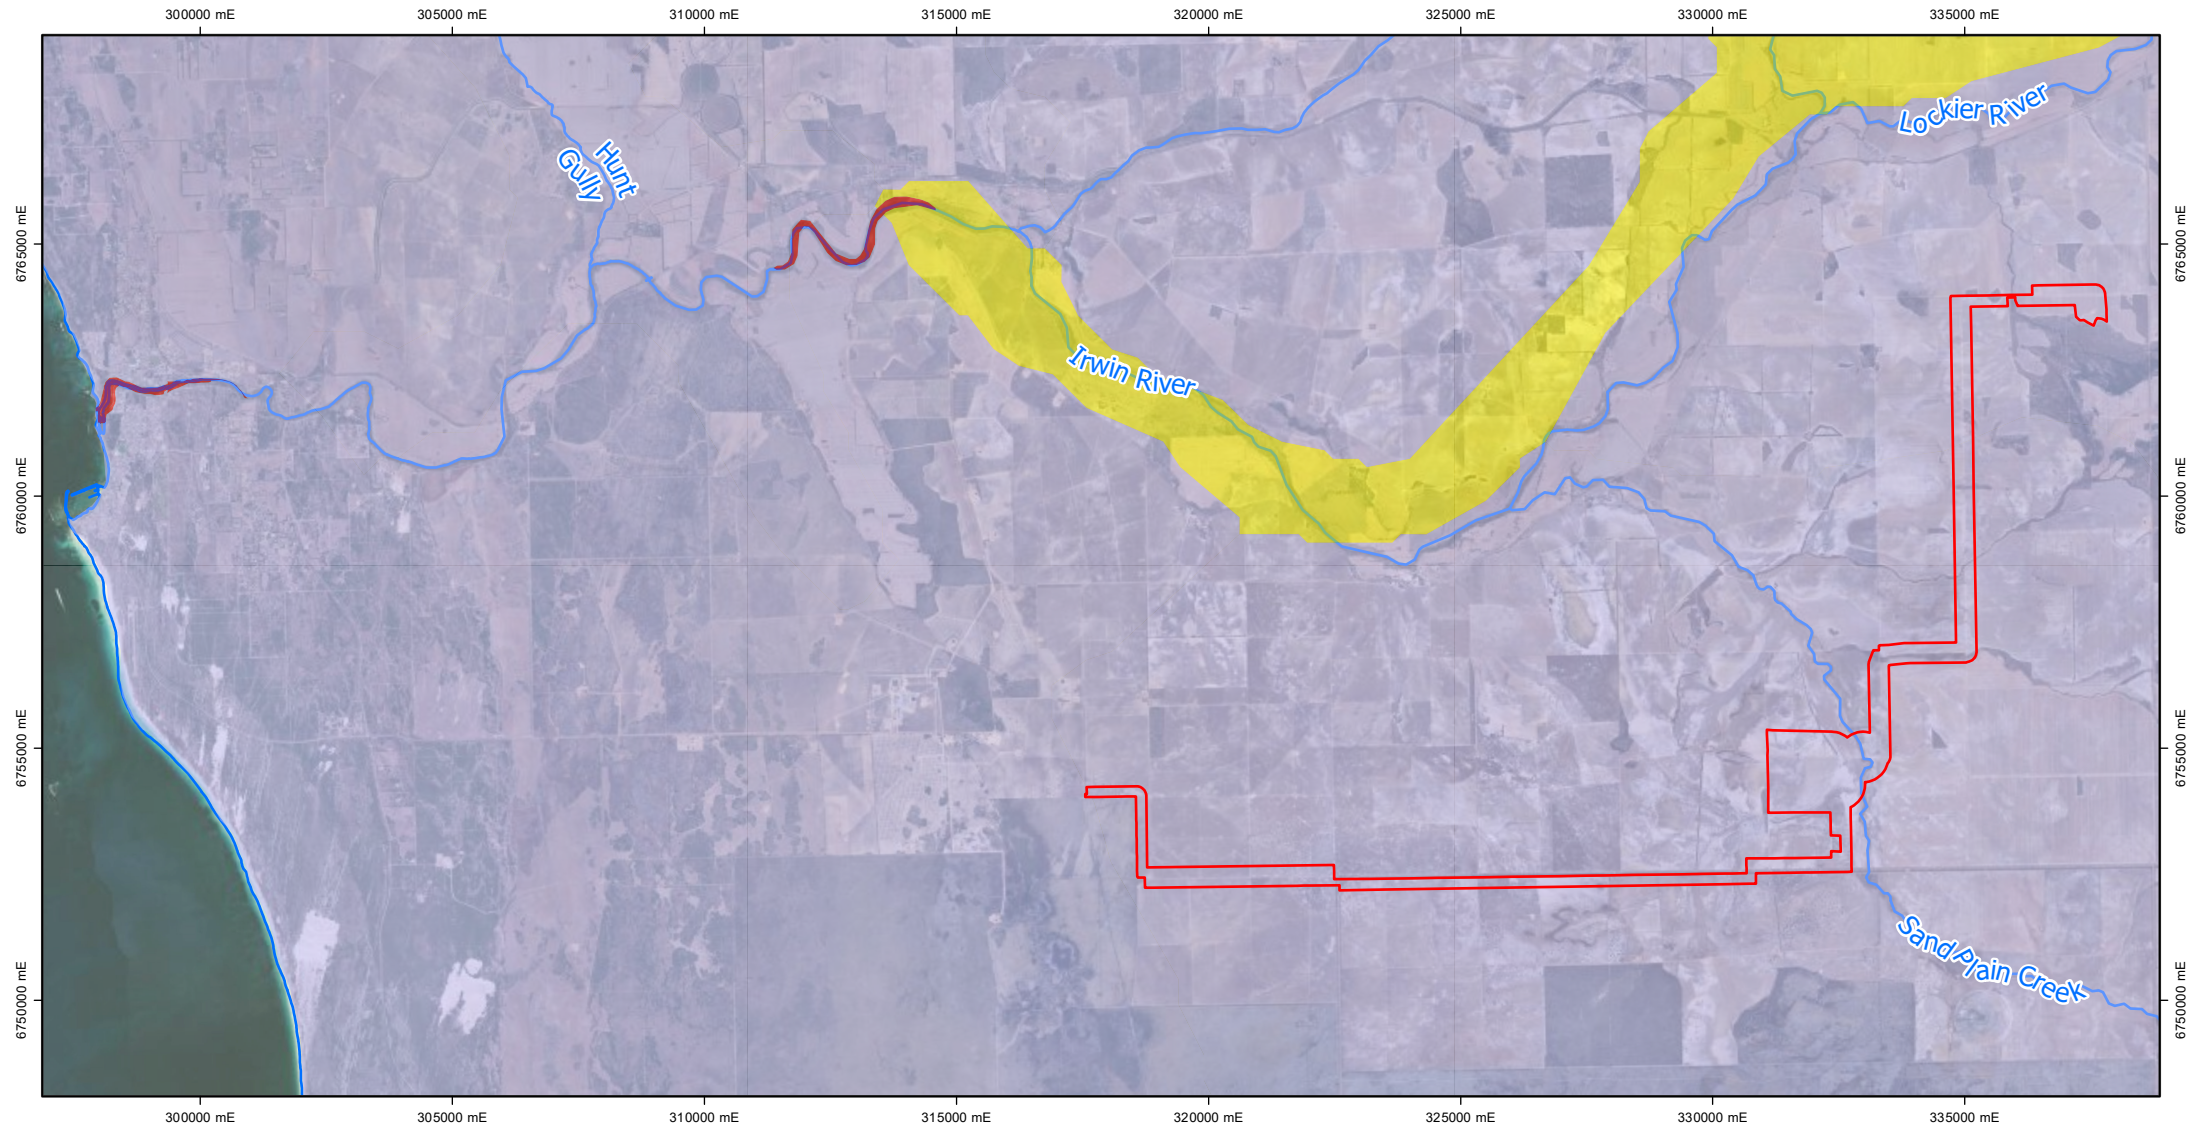 300000 mE 305000 mE 310000 mE 315000 mE 320000 mE 325000 mE 330000 mE 335000 mE
Lockier River
Hunt
Gully
6765000 mE 6765000 mE
Irwin River
6760000 mE 6760000 mE
6755000 mE 6755000 mE
Sand Plain Creek
6750000 mE 6750000 mE
300000 mE 305000 mE 310000 mE 315000 mE 320000 mE 325000 mE 330000 mE 335000 mE